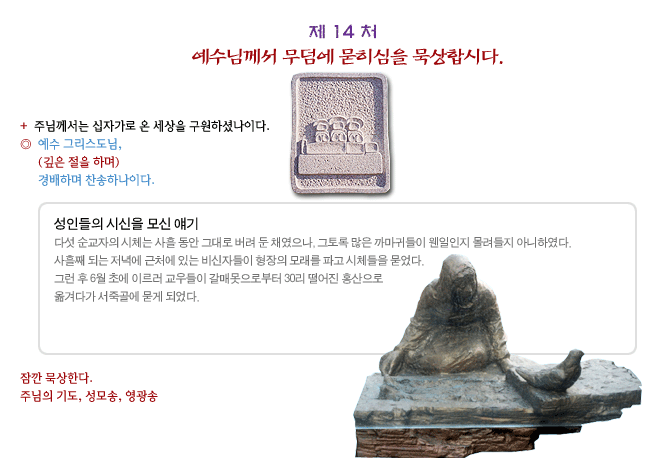 제 14 처
예수님께서 무덤에 묻히심을 묵상합시다.
+ 주님께서는 십자가로 온 세상을 구원하셨나이다.
◎ 예수 그리스도님,
(깊은 절을 하며)
경배하며 찬송하나이다.
성인들의 시신을 모신 얘기
다섯 순교자의 시체는 사흘 동안 그대로 버려 둔 채였으나, 그토록 많은 까마귀들이 웬일인지 몰려들지 아니하였다.
사흘째 되는 저녁에 근처에 있는 비신자들이 형장의 모래를 파고 시체들을 묻었다.
그런 후 6월 초에 이르러 교우들이 갈매못으로부터 30리 떨어진 홍산으로
옮겨다가 서죽골에 묻게 되었다.
잠깐 묵상한다.
주님의 기도, 성모송, 영광송